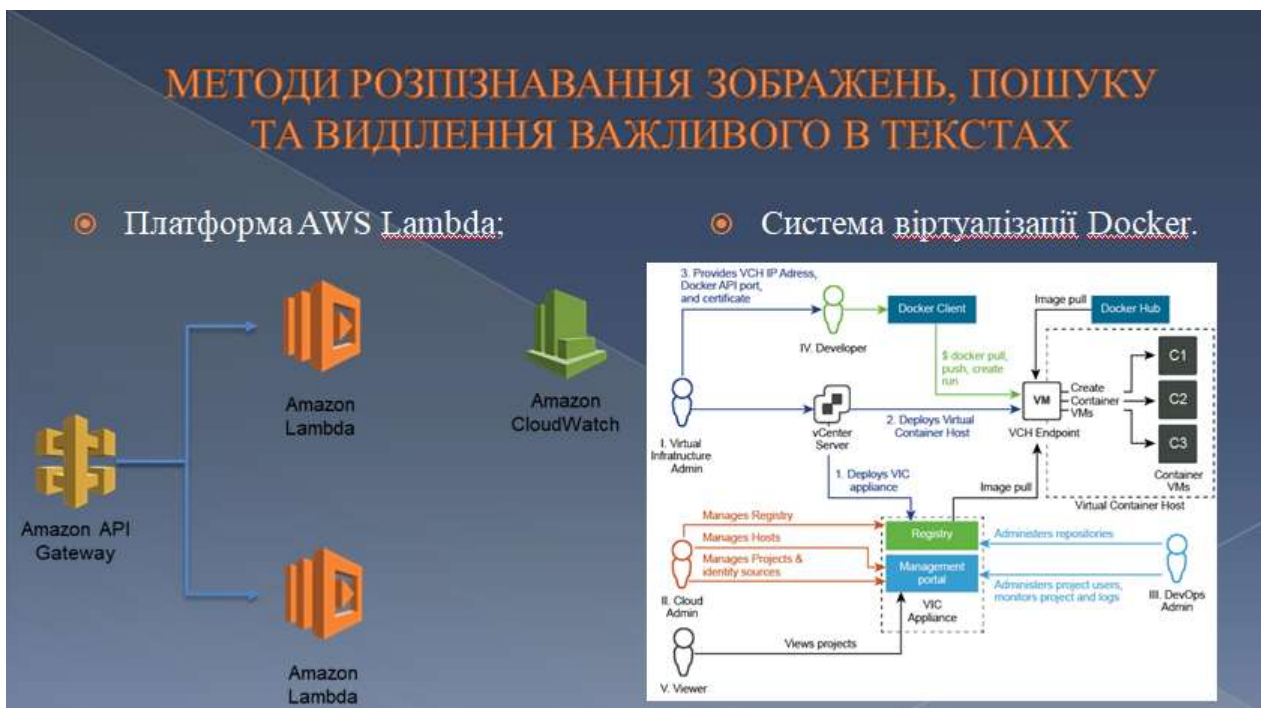 МЕТОДИ РОЗПІЗНАВАННЯ ЗОБРАЖЕНЬ, ПОШУКУ
ТА ВИДІЛЕННЯ ВАЖЛИВОГО В ТЕКСТАХ
Платформа AWS Lambda;
Amazon API
Gateway
Amazon
Lambda
Amazon
CloudWatch
Amazon
Lambda
Система віртуалізації Docker.
3. Provides VCH IP Adress,
Docker API port,
and certificate
IV. Developer
Docker Client
Image pull
Docker Hub
$ docker pull,
push, create
run
I. Virtual
Infratructure
Admin
vCenter
Server
2. Deploys Virtual
Container Host
VM
VCH Endpoint
Create
Container
VMs
C1
C2
C3
Container
VMs
Virtual Container Host
1. Deploys VIC
appliance
Image pull
Manages Registry
Manages Hosts
Manages Projects &
identity sources
II. Cloud
Admin
Registry
Management
portal
VIC
Appliance
Administers repositories
Administers project users,
monitors project and logs
III. DevOps
Admin
Views projects
V. Viewer